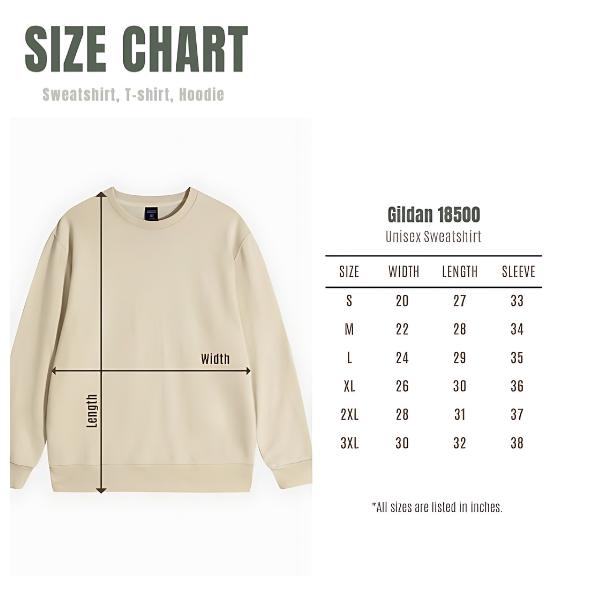 SIZE CHART
Sweatshirt, T-shirt, Hoodie
Width
Length
Gildan 18500
Unisex Sweatshirt
SIZE WIDTH LENGTH SLEEVE
S 20 27 33
M 22 28 34
L 24 29 35
XL 26 30 36
2XL 28 31 37
3XL 30 32 38
*All sizes are listed in inches.